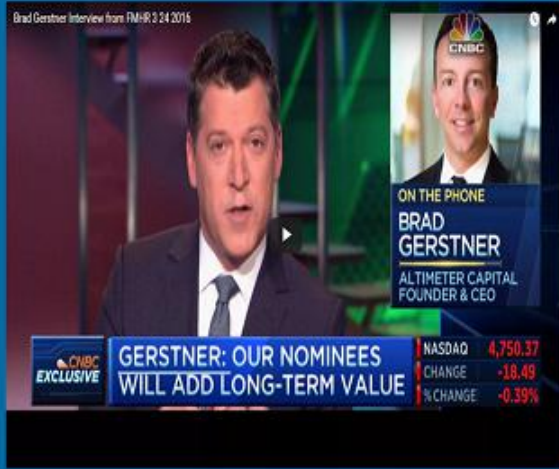 Brad Gerstner Interview from FMHR 3 24 2016
CNBC
ON THE PHONE
BRAD
GERSTNER
ALTIMETER CAPITAL
FOUNDER & CEO
CNBC
EXCLUSIVE
GERSTNER: OUR NOMINEES
WILL ADD LONG-TERM VALUE
NASDAQ 4,750.37
CHANGE -18.49
% CHANGE -0.39%